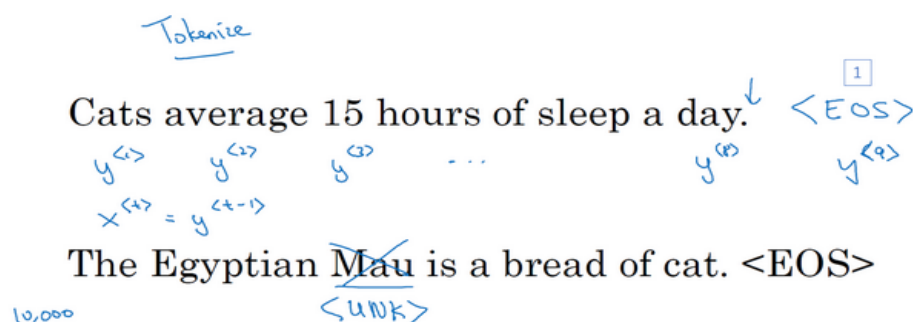 Tokenize
1
Cats average 15 hours of sleep a day. <EOS>
y<1> y<2> y<3> ... y<8> y<9>
x<t> = y<t-1>
The Egyptian Mau is a bread of cat. <EOS>
10,000 <UNK>